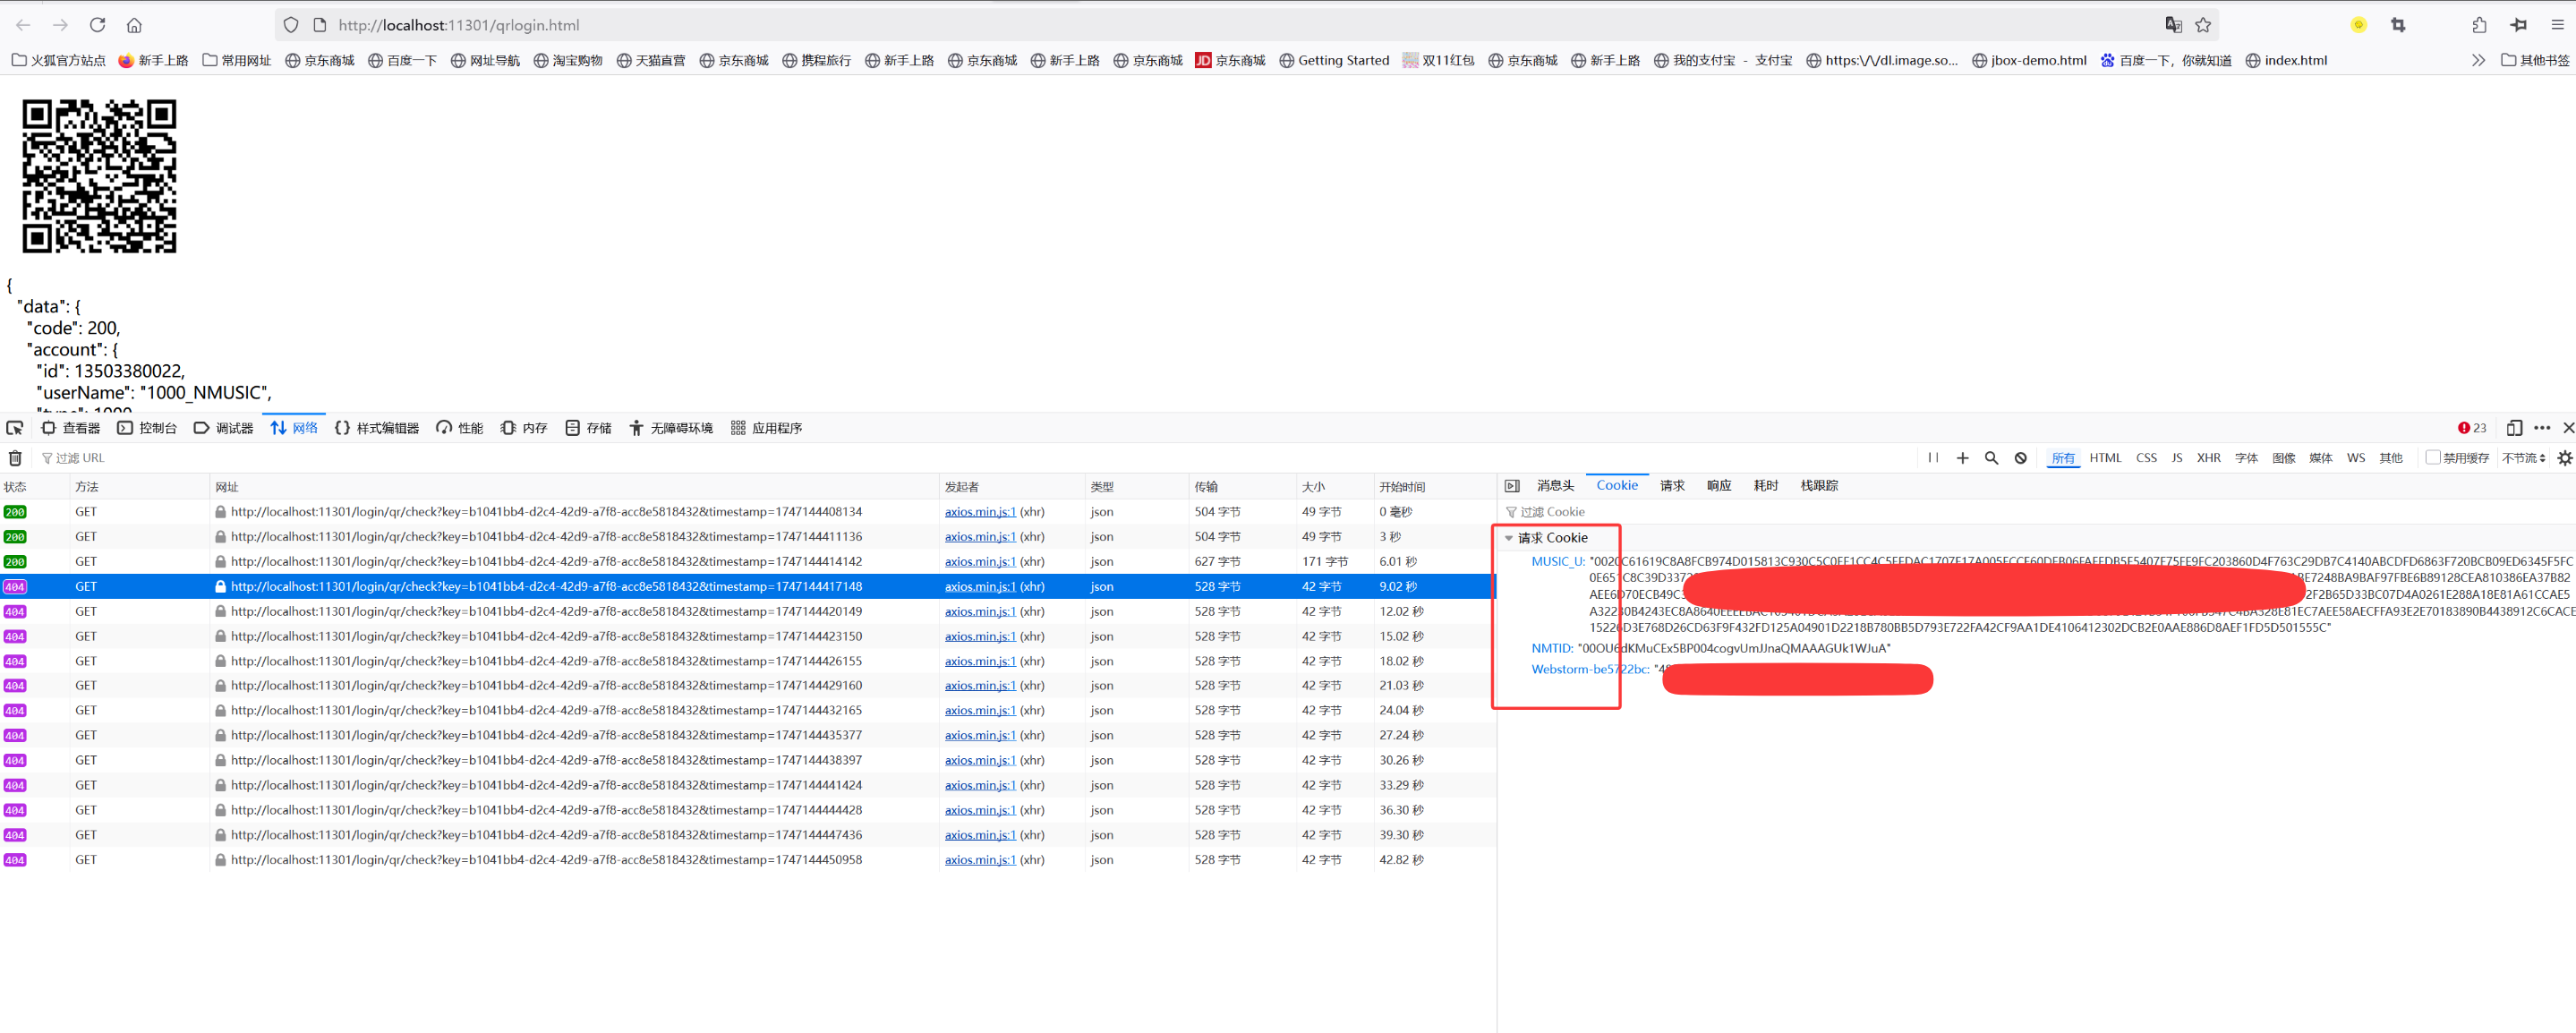 http://localhost:11301/qrlogin.html
火狐官方站点 新手上路 常用网址 京东商城 百度一下 网址导航 淘宝购物 天猫直营 京东商城 携程旅行 新手上路 京东商城 新手上路 京东商城 JD 京东商城 Getting Started 双11红包 京东商城 新手上路 我的支付宝 - 支付宝 https:\/\/dl.image.so... jbox-demo.html 百度一下，你就知道 index.html 其他书签
{
"data": {
"code": 200,
"account": {
"id": 13503380022,
"userName": "1000_NMUSIC",
"type": 1000
查看器 控制台 调试器 网络 样式编辑器 性能 内存 存储 无障碍环境 应用程序 23
过滤 URL 所有 HTML CSS JS XHR 字体 图像 媒体 WS 其他 禁用缓存 不节流
状态 方法 网址 发起者 类型 传输 大小 开始时间
200 GET http://localhost:11301/login/qr/check?key=b1041bb4-d2c4-42d9-a7f8-acc8e5818432&timestamp=1747144408134 axios.min.js:1 (xhr) json 504 字节 49 字节 0 毫秒
200 GET http://localhost:11301/login/qr/check?key=b1041bb4-d2c4-42d9-a7f8-acc8e5818432&timestamp=1747144411136 axios.min.js:1 (xhr) json 504 字节 49 字节 3 秒
200 GET http://localhost:11301/login/qr/check?key=b1041bb4-d2c4-42d9-a7f8-acc8e5818432&timestamp=1747144414142 axios.min.js:1 (xhr) json 627 字节 171 字节 6.01 秒
404 GET http://localhost:11301/login/qr/check?key=b1041bb4-d2c4-42d9-a7f8-acc8e5818432&timestamp=1747144417148 axios.min.js:1 (xhr) json 528 字节 42 字节 9.02 秒
404 GET http://localhost:11301/login/qr/check?key=b1041bb4-d2c4-42d9-a7f8-acc8e5818432&timestamp=1747144420149 axios.min.js:1 (xhr) json 528 字节 42 字节 12.02 秒
404 GET http://localhost:11301/login/qr/check?key=b1041bb4-d2c4-42d9-a7f8-acc8e5818432&timestamp=1747144423150 axios.min.js:1 (xhr) json 528 字节 42 字节 15.02 秒
404 GET http://localhost:11301/login/qr/check?key=b1041bb4-d2c4-42d9-a7f8-acc8e5818432&timestamp=1747144426155 axios.min.js:1 (xhr) json 528 字节 42 字节 18.02 秒
404 GET http://localhost:11301/login/qr/check?key=b1041bb4-d2c4-42d9-a7f8-acc8e5818432&timestamp=1747144429160 axios.min.js:1 (xhr) json 528 字节 42 字节 21.03 秒
404 GET http://localhost:11301/login/qr/check?key=b1041bb4-d2c4-42d9-a7f8-acc8e5818432&timestamp=1747144432165 axios.min.js:1 (xhr) json 528 字节 42 字节 24.04 秒
404 GET http://localhost:11301/login/qr/check?key=b1041bb4-d2c4-42d9-a7f8-acc8e5818432&timestamp=1747144435377 axios.min.js:1 (xhr) json 528 字节 42 字节 27.24 秒
404 GET http://localhost:11301/login/qr/check?key=b1041bb4-d2c4-42d9-a7f8-acc8e5818432&timestamp=1747144438397 axios.min.js:1 (xhr) json 528 字节 42 字节 30.26 秒
404 GET http://localhost:11301/login/qr/check?key=b1041bb4-d2c4-42d9-a7f8-acc8e5818432&timestamp=1747144441424 axios.min.js:1 (xhr) json 528 字节 42 字节 33.29 秒
404 GET http://localhost:11301/login/qr/check?key=b1041bb4-d2c4-42d9-a7f8-acc8e5818432&timestamp=1747144444428 axios.min.js:1 (xhr) json 528 字节 42 字节 36.30 秒
404 GET http://localhost:11301/login/qr/check?key=b1041bb4-d2c4-42d9-a7f8-acc8e5818432&timestamp=1747144447436 axios.min.js:1 (xhr) json 528 字节 42 字节 39.30 秒
404 GET http://localhost:11301/login/qr/check?key=b1041bb4-d2c4-42d9-a7f8-acc8e5818432&timestamp=1747144450958 axios.min.js:1 (xhr) json 528 字节 42 字节 42.82 秒
消息头 Cookie 请求 响应 耗时 栈跟踪
过滤 Cookie
请求 Cookie
MUSIC_U:
NMTID: "00OU6dKMuCEx5BP004cogvUmJJnaQMAAAGUk1WJuA"
Webstorm-be5722bc: